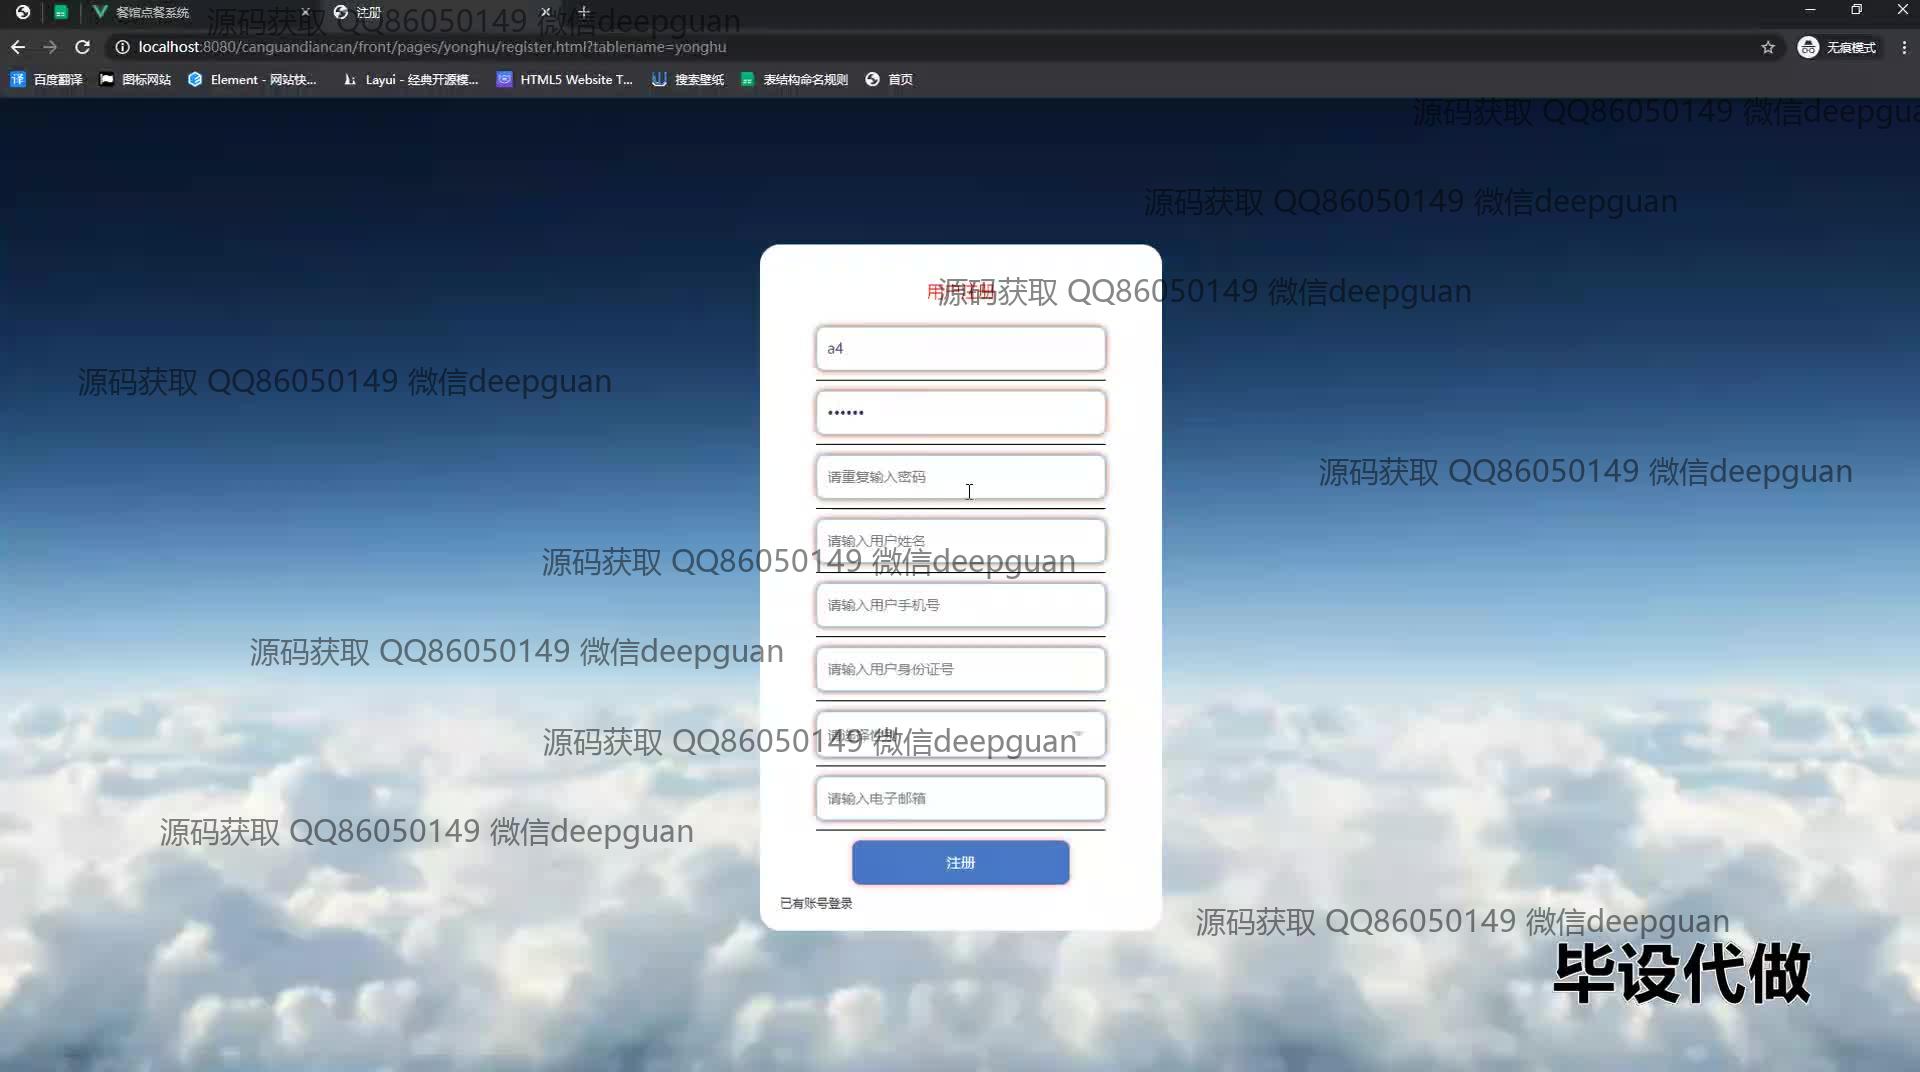 餐馆点餐系统
注册
源码获取 QQ86050149 微信deepguan
localhost:8080/canguandiancan/front/pages/yonghu/register.html?tablename=yonghu
无痕模式
百度翻译
图标网站
Element - 网站快...
Layui - 经典开源模...
HTML5 Website T...
搜索壁纸
表结构命名规则
首页
源码获取 QQ86050149 微信deepgua
源码获取 QQ86050149 微信deepguan
用户注册
源码获取 QQ86050149 微信deepguan
a4
源码获取 QQ86050149 微信deepguan
••••••
请重复输入密码
源码获取 QQ86050149 微信deepguan
请输入用户姓名
源码获取 QQ86050149 微信deepguan
请输入用户手机号
源码获取 QQ86050149 微信deepguan
请输入用户身份证号
请选择性别
源码获取 QQ86050149 微信deepguan
请输入电子邮箱
源码获取 QQ86050149 微信deepguan
注册
已有账号登录
源码获取 QQ86050149 微信deepguan
毕设代做